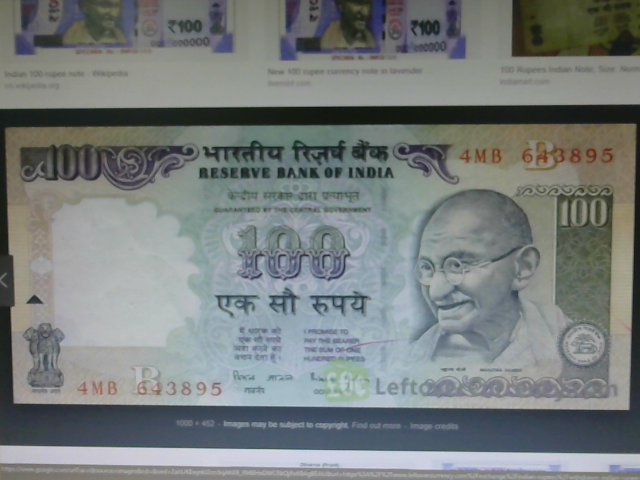 ₹100
000000
₹100
000000
Indian 100 rupee note - Wikipedia
New 100 rupee currency note in lavender
100 Rupees Indian Note, Size:
100 भारतीय रिज़र्व बैंक 4MB 643895
RESERVE BANK OF INDIA B
केन्द्रीय सरकार द्वारा प्रत्याभूत
GUARANTEED BY THE CENTRAL GOVERNMENT
100
100
एक सौ रुपये
मैं धारक को
एक सौ रुपये
अदा करने का
वचन देता हूँ।
I PROMISE TO
PAY THE BEARER
THE SUM OF ONE
HUNDRED RUPEES
B
4MB 643895
Lefto
1000 × 452 - Images may be subject to copyright. Find out more - Image credits